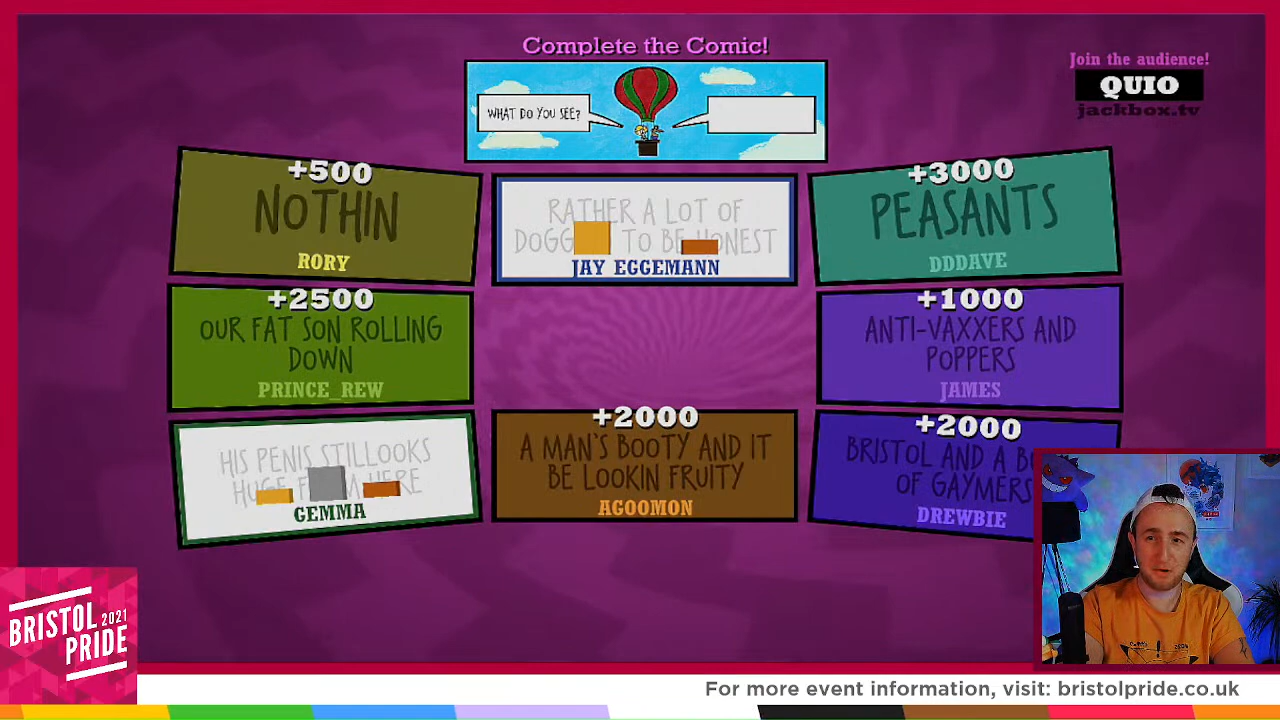 Complete the Comic!
Join the audience!
QUIO
jackbox.tv
WHAT DO YOU SEE?
+500
NOTHIN
RORY
RATHER A LOT OF
TO BE HONEST
JAY EGGEMANN
+3000
PEASANTS
DDDAVE
+2500
OUR FAT SON ROLLING
DOWN
PRINCE_REW
+1000
ANTI-VAXXERS AND
POPPERS
JAMES
HIS PENIS STILLOOKS
HUGE
GEMMA
+2000
A MAN'S BOOTY AND IT
BE LOOKIN FRUITY
AGOOMON
+2000
BRISTOL AND A
OF GAYMERS
DREWBIE
BRISTOL 2021
PRIDE
For more event information, visit: bristolpride.co.uk